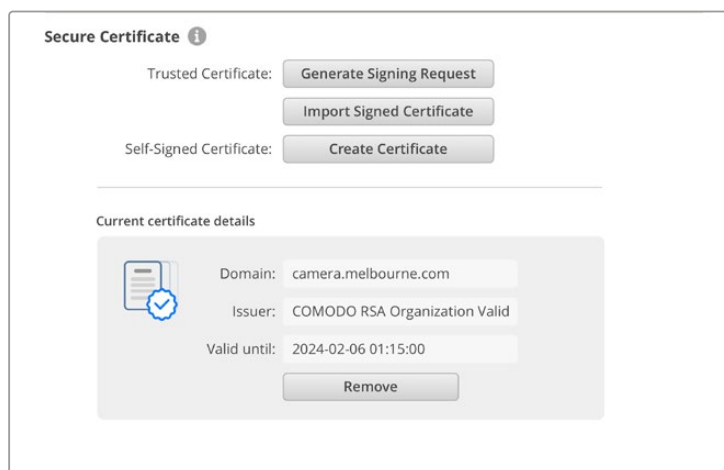 Secure Certificate
Trusted Certificate: Generate Signing Request
Import Signed Certificate
Self-Signed Certificate: Create Certificate
Current certificate details
Domain: camera.melbourne.com
Issuer: COMODO RSA Organization Valid
Valid until: 2024-02-06 01:15:00
Remove